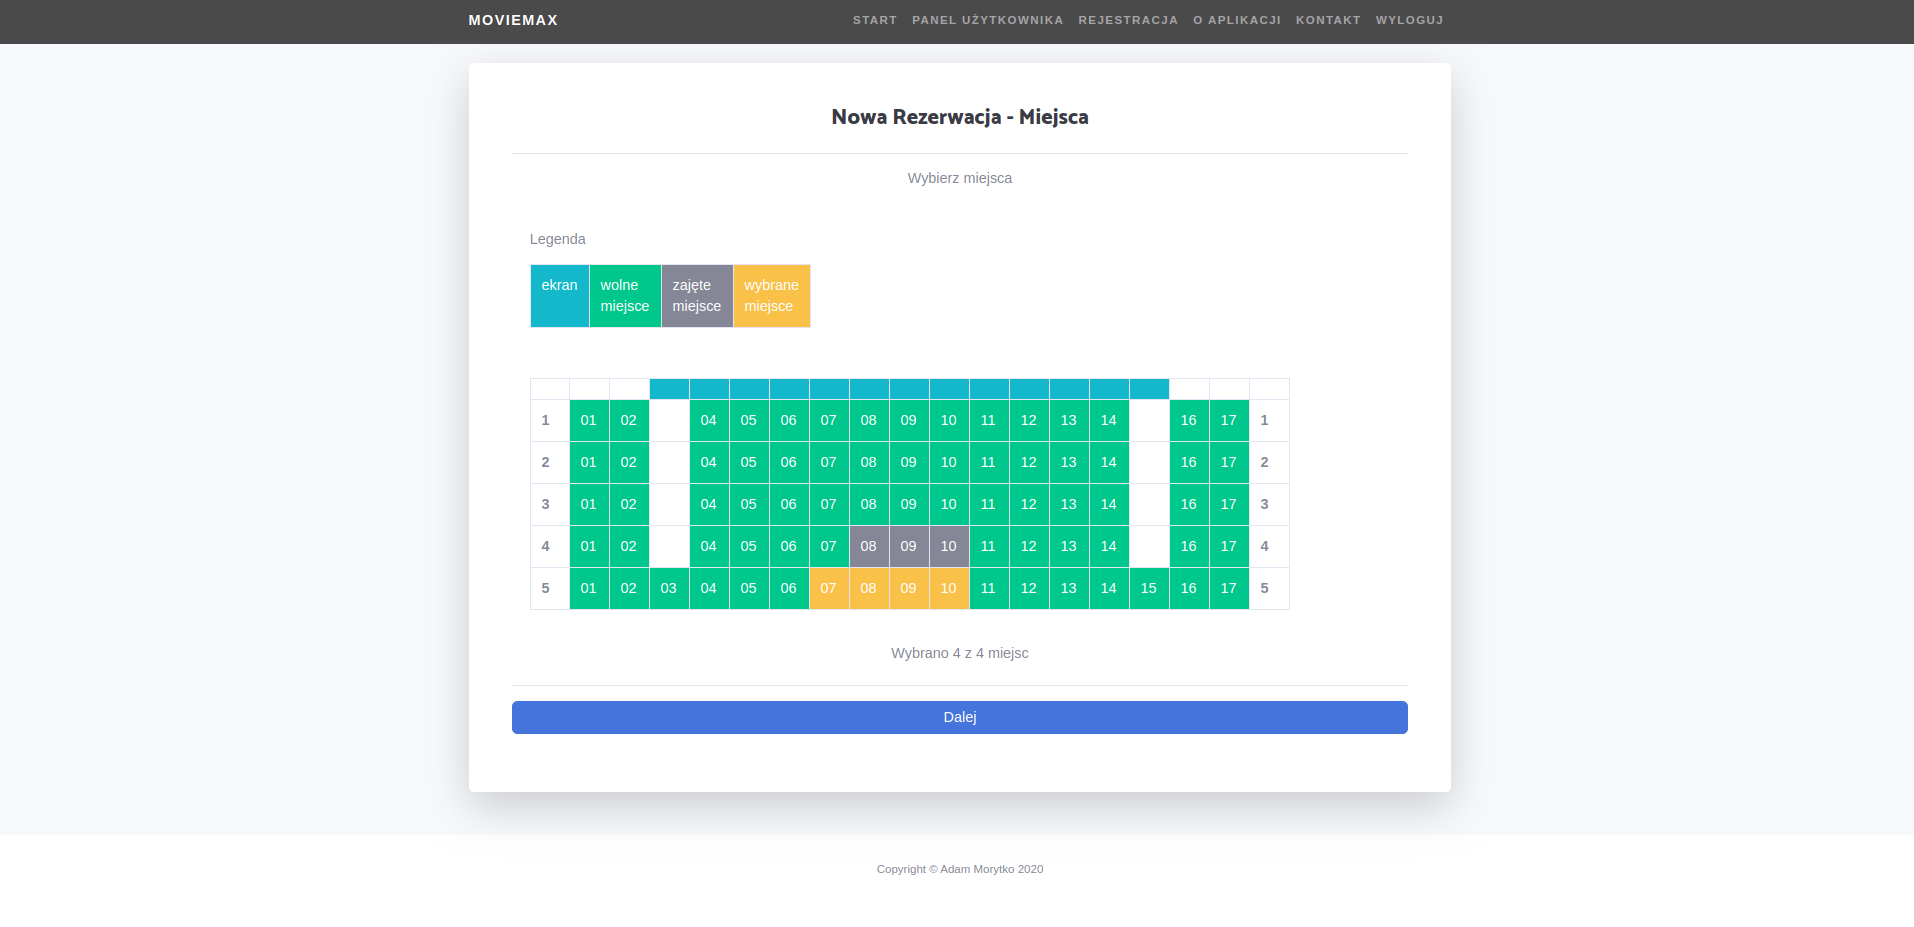 MOVIEMAX START PANEL UŻYTKOWNIKA REJESTRACJA O APLIKACJI KONTAKT WYLOGUJ
Nowa Rezerwacja - Miejsca
Wybierz miejsca
Legenda
ekran wolne zajęte wybrane
miejsce miejsce miejsce
1 01 02 04 05 06 07 08 09 10 11 12 13 14 16 17 1
2 01 02 04 05 06 07 08 09 10 11 12 13 14 16 17 2
3 01 02 04 05 06 07 08 09 10 11 12 13 14 16 17 3
4 01 02 04 05 06 07 08 09 10 11 12 13 14 16 17 4
5 01 02 03 04 05 06 07 08 09 10 11 12 13 14 15 16 17 5
Wybrano 4 z 4 miejsc
Dalej
Copyright © Adam Morytko 2020